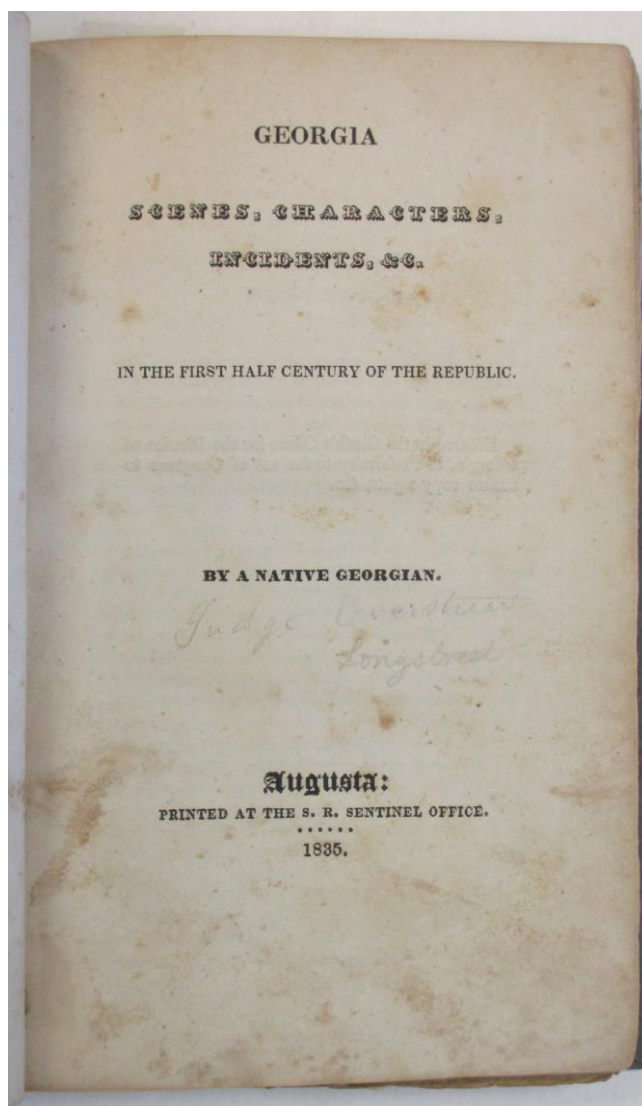 GEORGIA
SCENES, CHARACTERS,
INCIDENTS, &C.
IN THE FIRST HALF CENTURY OF THE REPUBLIC.
BY A NATIVE GEORGIAN.
Judge
Longstreet
Augusta:
PRINTED AT THE S. R. SENTINEL OFFICE.
1835.